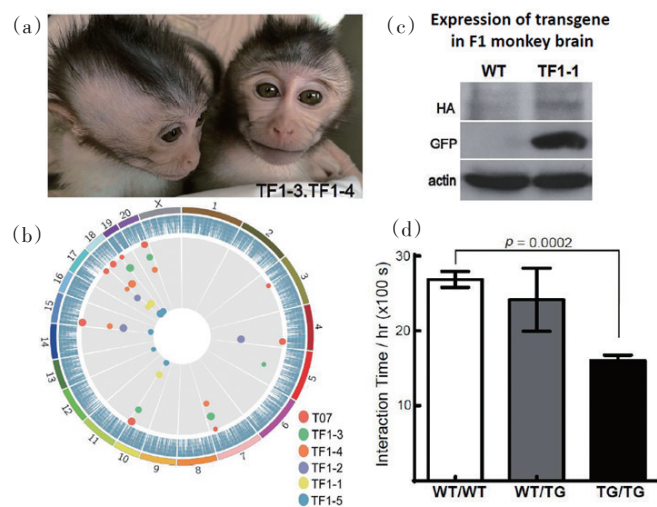 (a)
TF1-3.TF1-4
(b)
X
1
2
3
4
5
6
7
8
9
10
11
12
13
14
15
16
17
18
19
20
T07
TF1-3
TF1-4
TF1-2
TF1-1
TF1-5
(c)
Expression of transgene
in F1 monkey brain
WT TF1-1
HA
GFP
actin
(d)
p = 0.0002
Interaction Time / hr (x100 s)
30
20
10
WT/WT WT/TG TG/TG